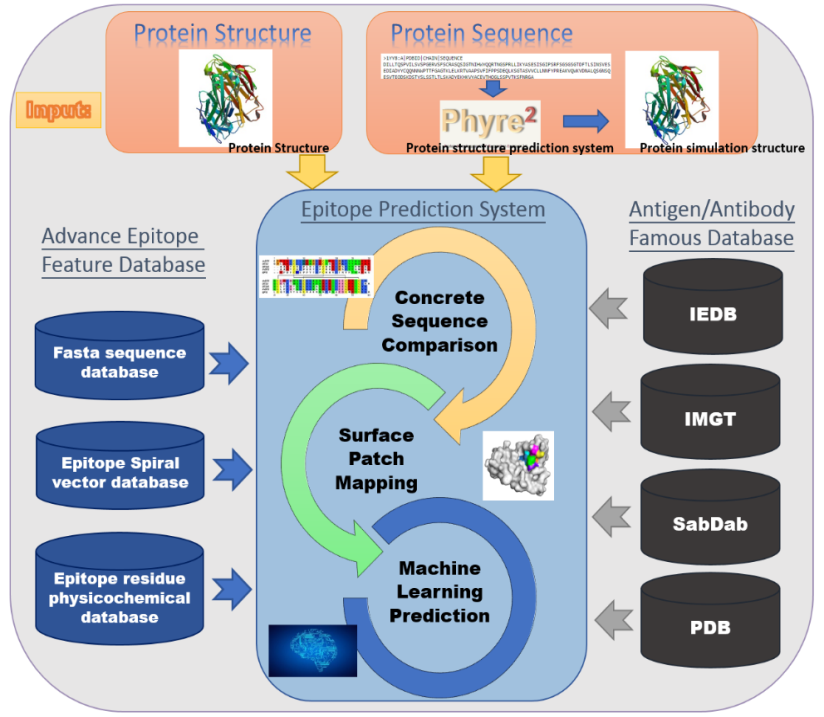 Protein Structure
Protein Structure
Input:
Protein Sequence
Phyre2
Protein structure prediction system
Protein simulation structure
Epitope Prediction System
Advance Epitope
Feature Database
Fasta sequence
database
Epitope Spiral
vector database
Epitope residue
physicochemical
database
Concrete
Sequence
Comparison
Surface
Patch
Mapping
Machine
Learning
Prediction
Antigen/Antibody
Famous Database
IEDB
IMGT
SabDab
PDB